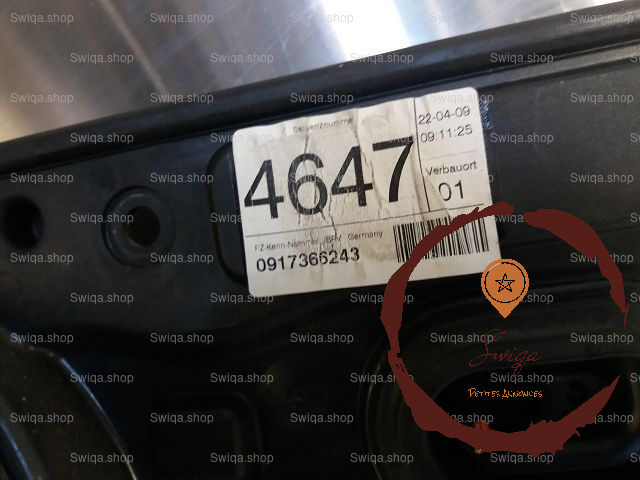 Sequenznummer
4647
22-04-09
09:11:25
Verbauort
01
FZ-Kenn-Nummer
Germany
0917366243
Swiqa
PETITES ANNONCES
Swiqa.shop